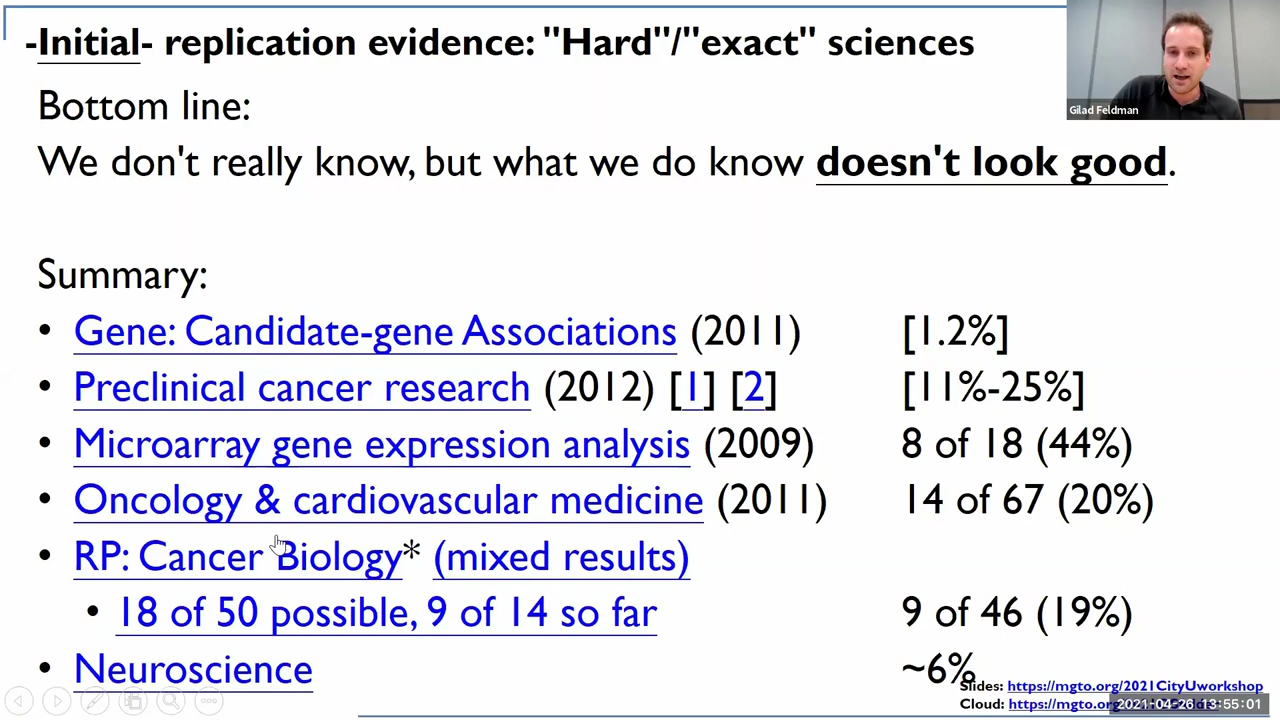 -Initial- replication evidence: "Hard"/"exact" sciences
Gilad Feldman
Bottom line:
We don't really know, but what we do know doesn't look good.
Summary:
• Gene: Candidate-gene Associations (2011) [1.2%]
• Preclinical cancer research (2012) [1] [2] [11%-25%]
• Microarray gene expression analysis (2009) 8 of 18 (44%)
• Oncology & cardiovascular medicine (2011) 14 of 67 (20%)
• RP: Cancer Biology* (mixed results)
• 18 of 50 possible, 9 of 14 so far 9 of 46 (19%)
• Neuroscience ~6%
Slides: https://mgto.org/2021CityUworkshop
Cloud: https://mgto.org/
2021-04-26 13:55:01